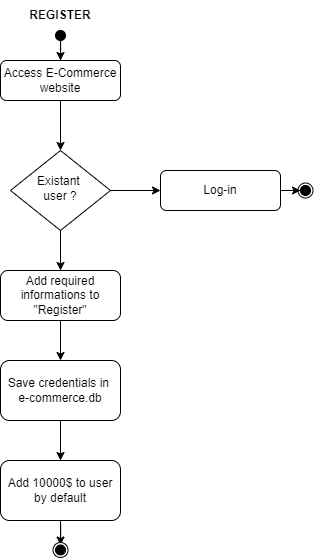 REGISTER
Access E-Commerce
website
Existant
user ?
Log-in
Add required
informations to
"Register"
Save credentials in
e-commerce.db
Add 10000$ to user
by default